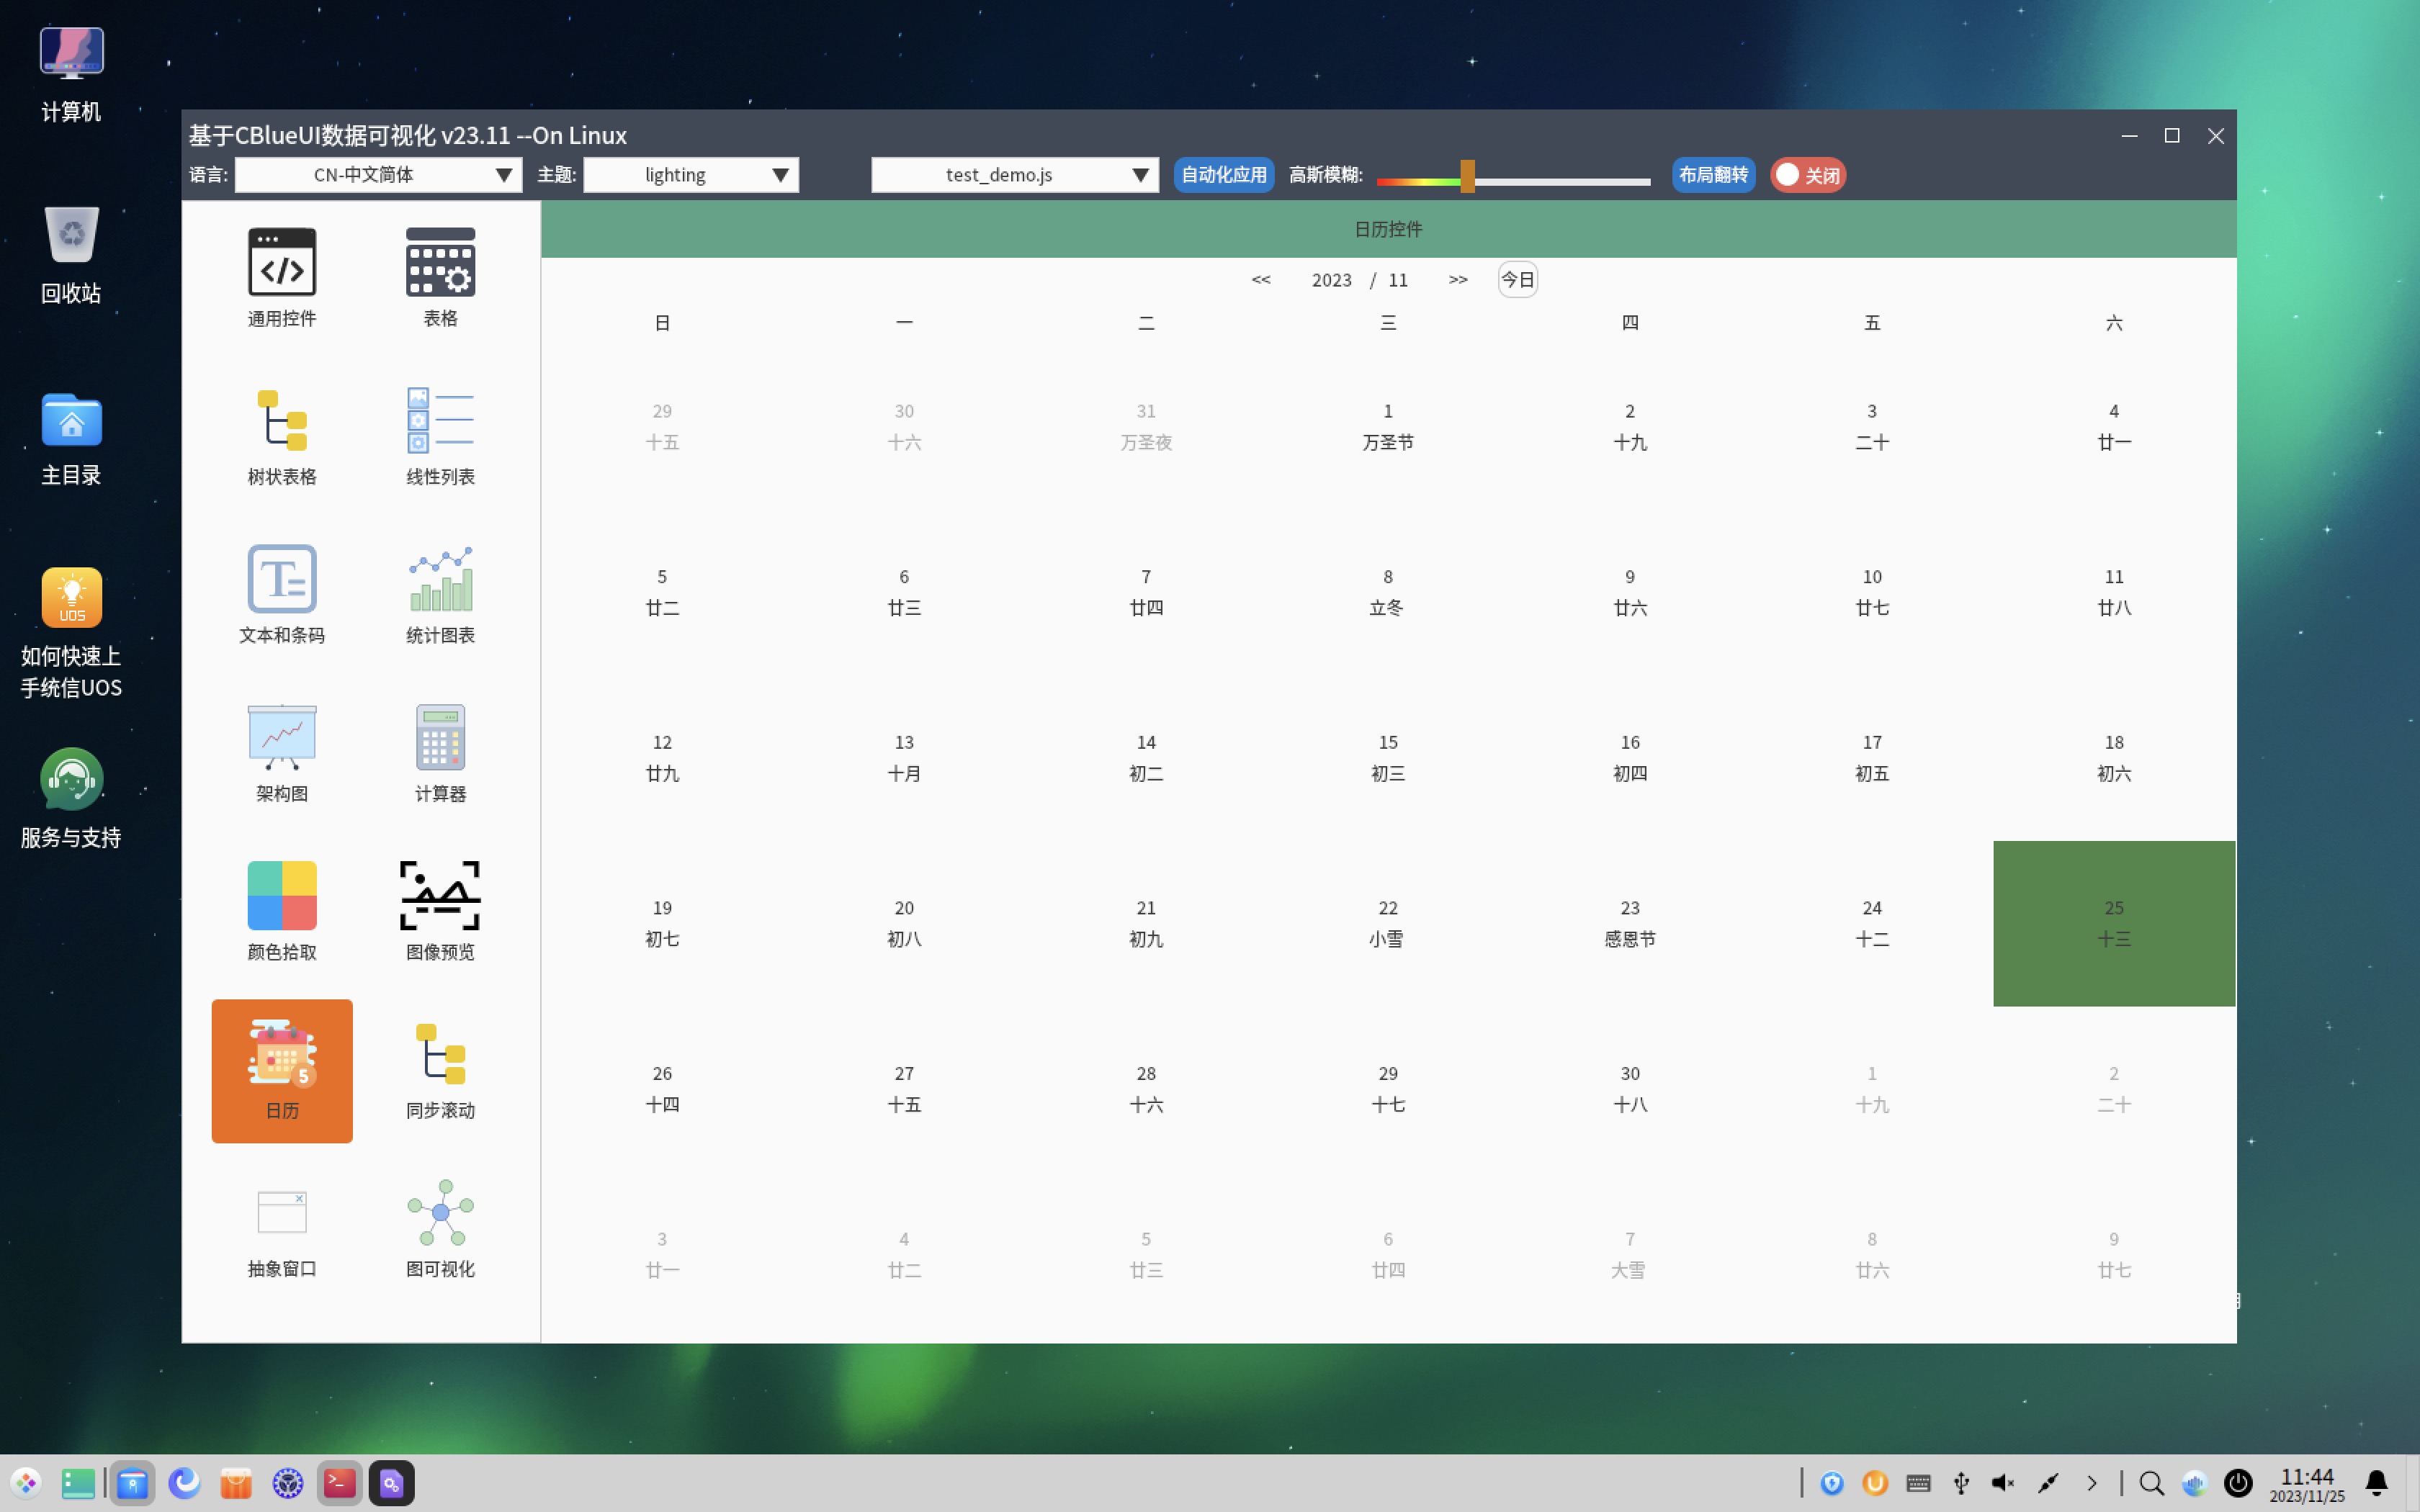 计算机
回收站
主目录
UOS
如何快速上
手统信UOS
服务与支持
基于CBlueUI数据可视化 v23.11 --On Linux
语言: CN-中文简体 主题: lighting test_demo.js 自动化应用 高斯模糊: 布局翻转 关闭
通用控件 表格
树状表格 线性列表
文本和条码 统计图表
架构图 计算器
颜色拾取 图像预览
5
日历 同步滚动
抽象窗口 图可视化
日历控件
<< 2023 / 11 >> 今日
日 一 二 三 四 五 六
29 30 31 1 2 3 4
十五 十六 万圣夜 万圣节 十九 二十 廿一
5 6 7 8 9 10 11
廿二 廿三 廿四 立冬 廿六 廿七 廿八
12 13 14 15 16 17 18
廿九 十月 初二 初三 初四 初五 初六
19 20 21 22 23 24 25
初七 初八 初九 小雪 感恩节 十二 十三
26 27 28 29 30 1 2
十四 十五 十六 十七 十八 十九 二十
3 4 5 6 7 8 9
廿一 廿二 廿三 廿四 大雪 廿六 廿七
11:44
2023/11/25